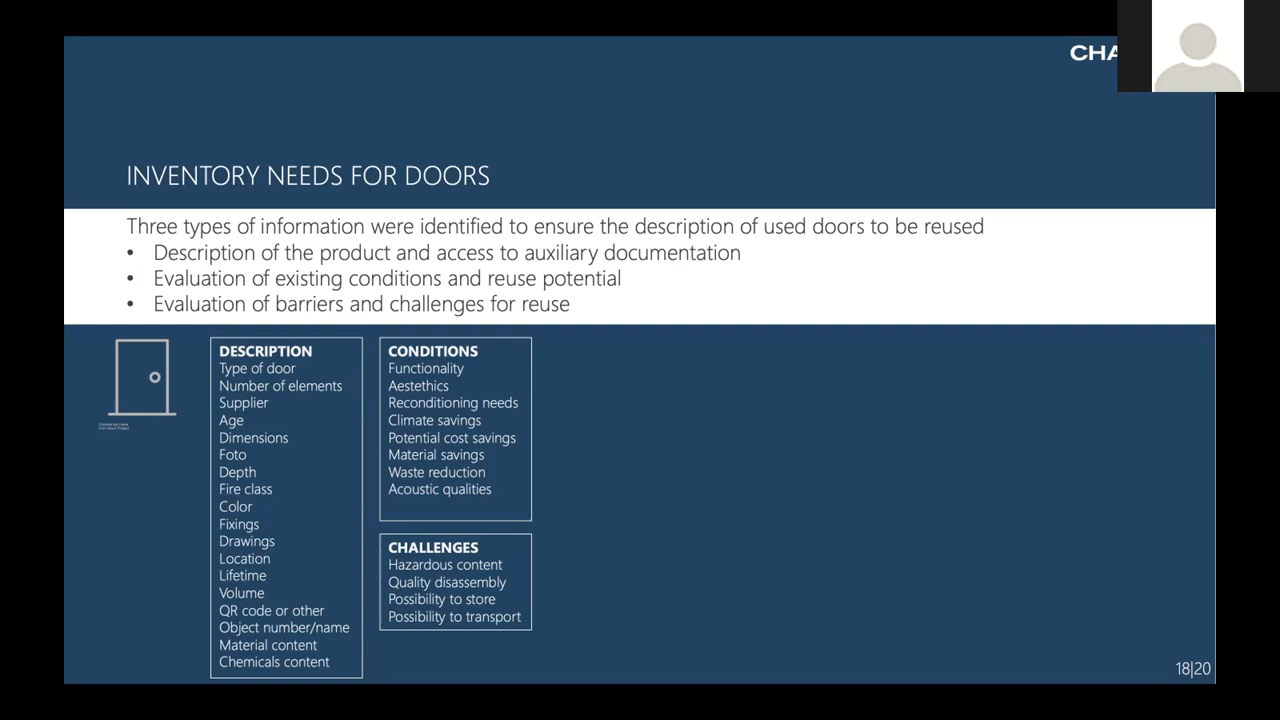 CHA
INVENTORY NEEDS FOR DOORS
Three types of information were identified to ensure the description of used doors to be reused
• Description of the product and access to auxiliary documentation
• Evaluation of existing conditions and reuse potential
• Evaluation of barriers and challenges for reuse
DESCRIPTION
Type of door
Number of elements
Supplier
Age
Dimensions
Foto
Depth
Fire class
Color
Fixings
Drawings
Location
Lifetime
Volume
QR code or other
Object number/name
Material content
Chemicals content
CONDITIONS
Functionality
Aestethics
Reconditioning needs
Climate savings
Potential cost savings
Material savings
Waste reduction
Acoustic qualities
CHALLENGES
Hazardous content
Quality disassembly
Possibility to store
Possibility to transport
18|20